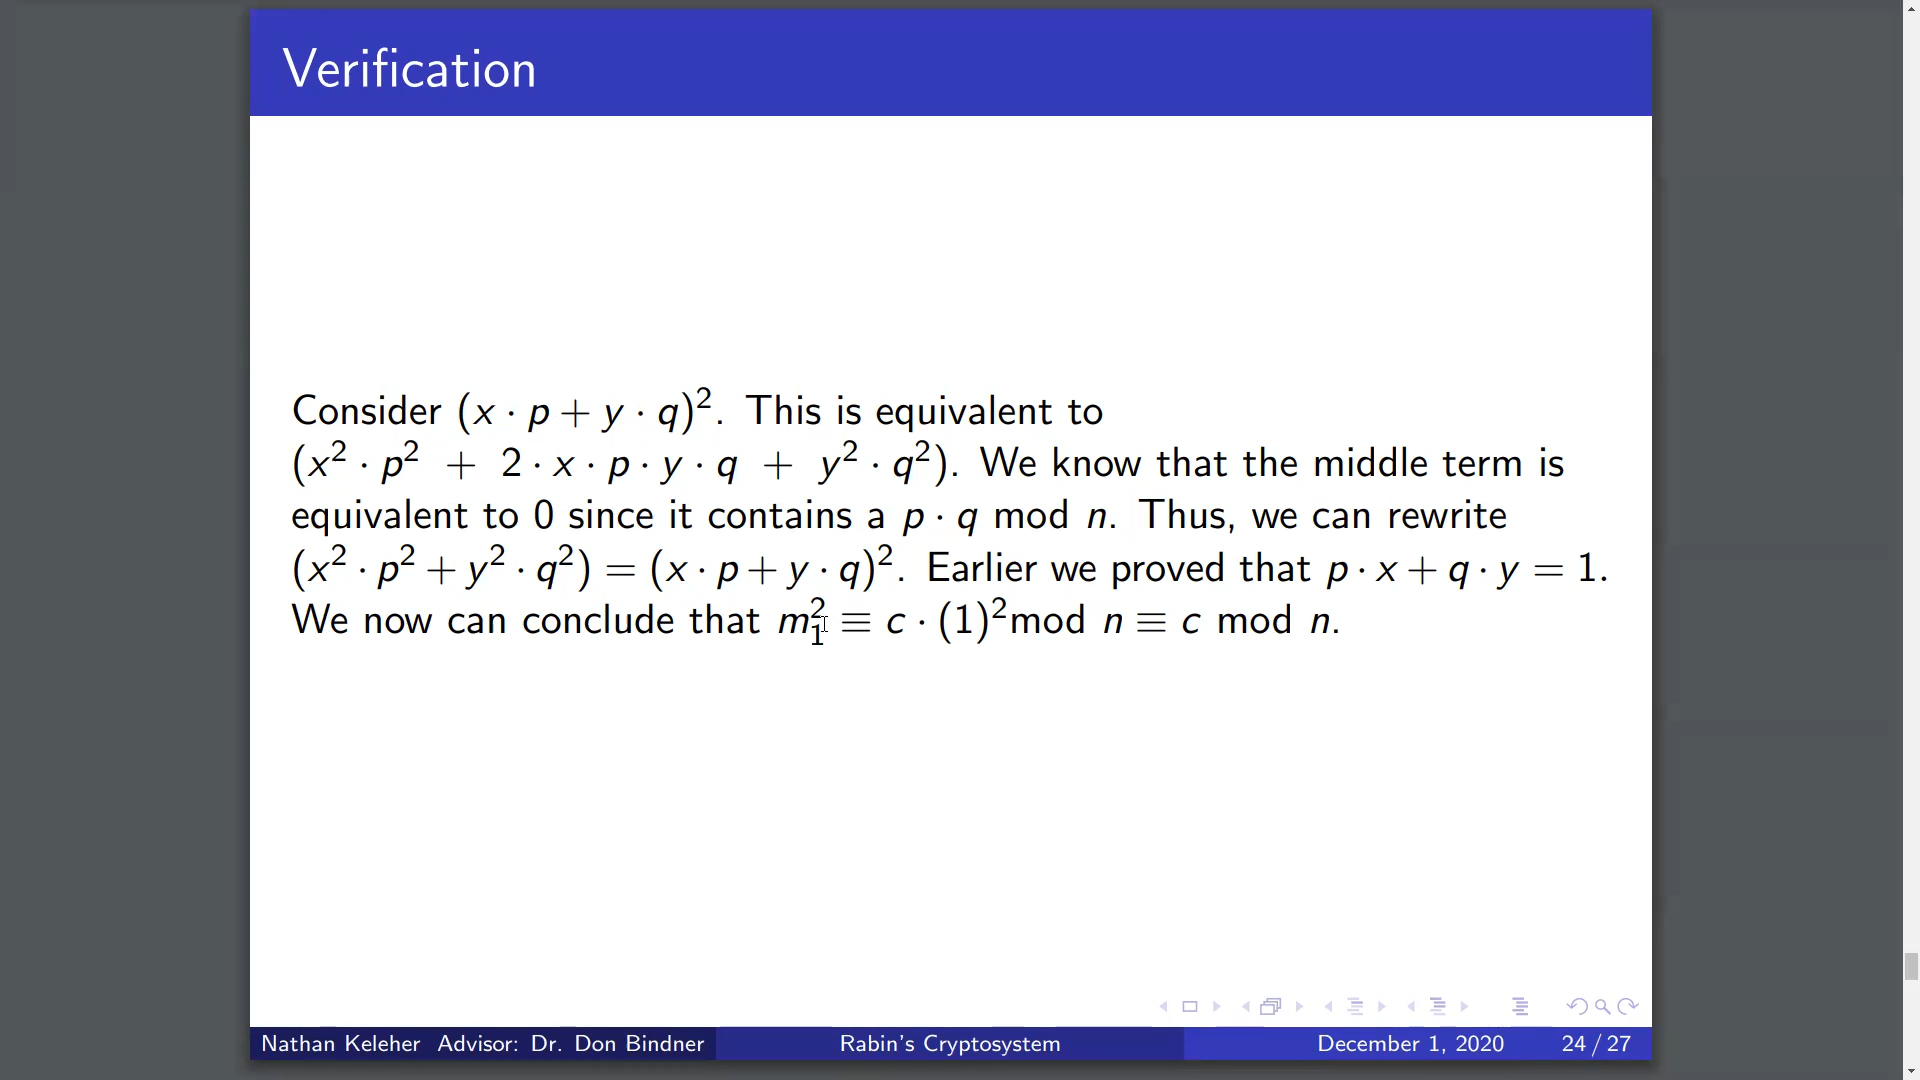 Verification
Consider (x · p + y · q)². This is equivalent to
(x² · p² + 2 · x · p · y · q + y² · q²). We know that the middle term is
equivalent to 0 since it contains a p · q mod n. Thus, we can rewrite
(x² · p² + y² · q²) = (x · p + y · q)². Earlier we proved that p · x + q · y = 1.
We now can conclude that m₁² ≡ c · (1)²mod n ≡ c mod n.
Nathan Keleher Advisor: Dr. Don Bindner Rabin's Cryptosystem December 1, 2020 24 / 27